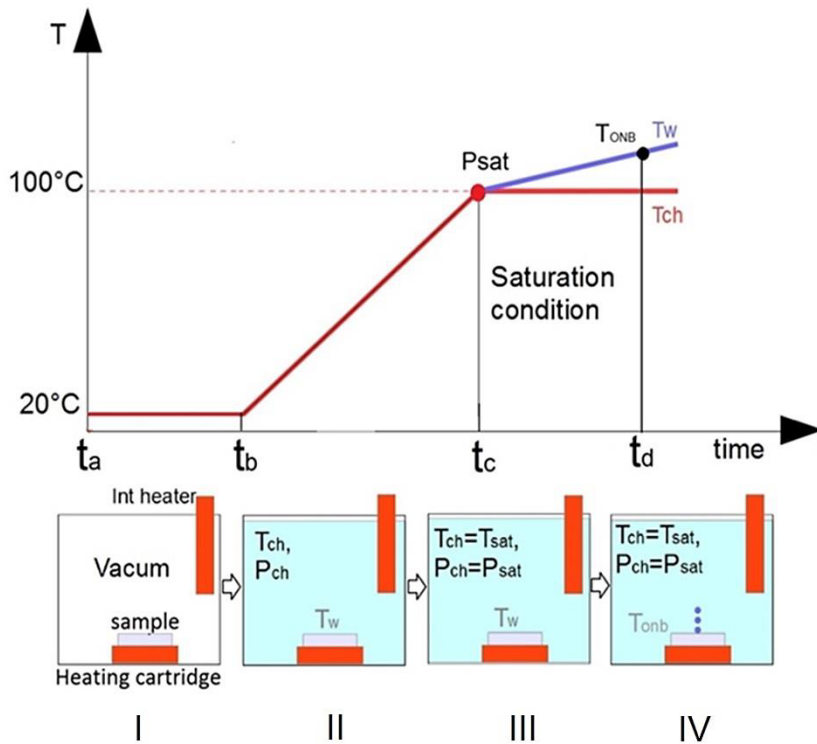 T
TONB
Tw
Psat
100°C
Tch
Saturation
condition
20°C
ta
tb
tc
td
time
Int heater
Vacum
sample
Heating cartridge
Tch,
Pch
Tw
Tch=Tsat,
Pch=Psat
Tw
Tch=Tsat,
Pch=Psat
Tonb
I
II
III
IV